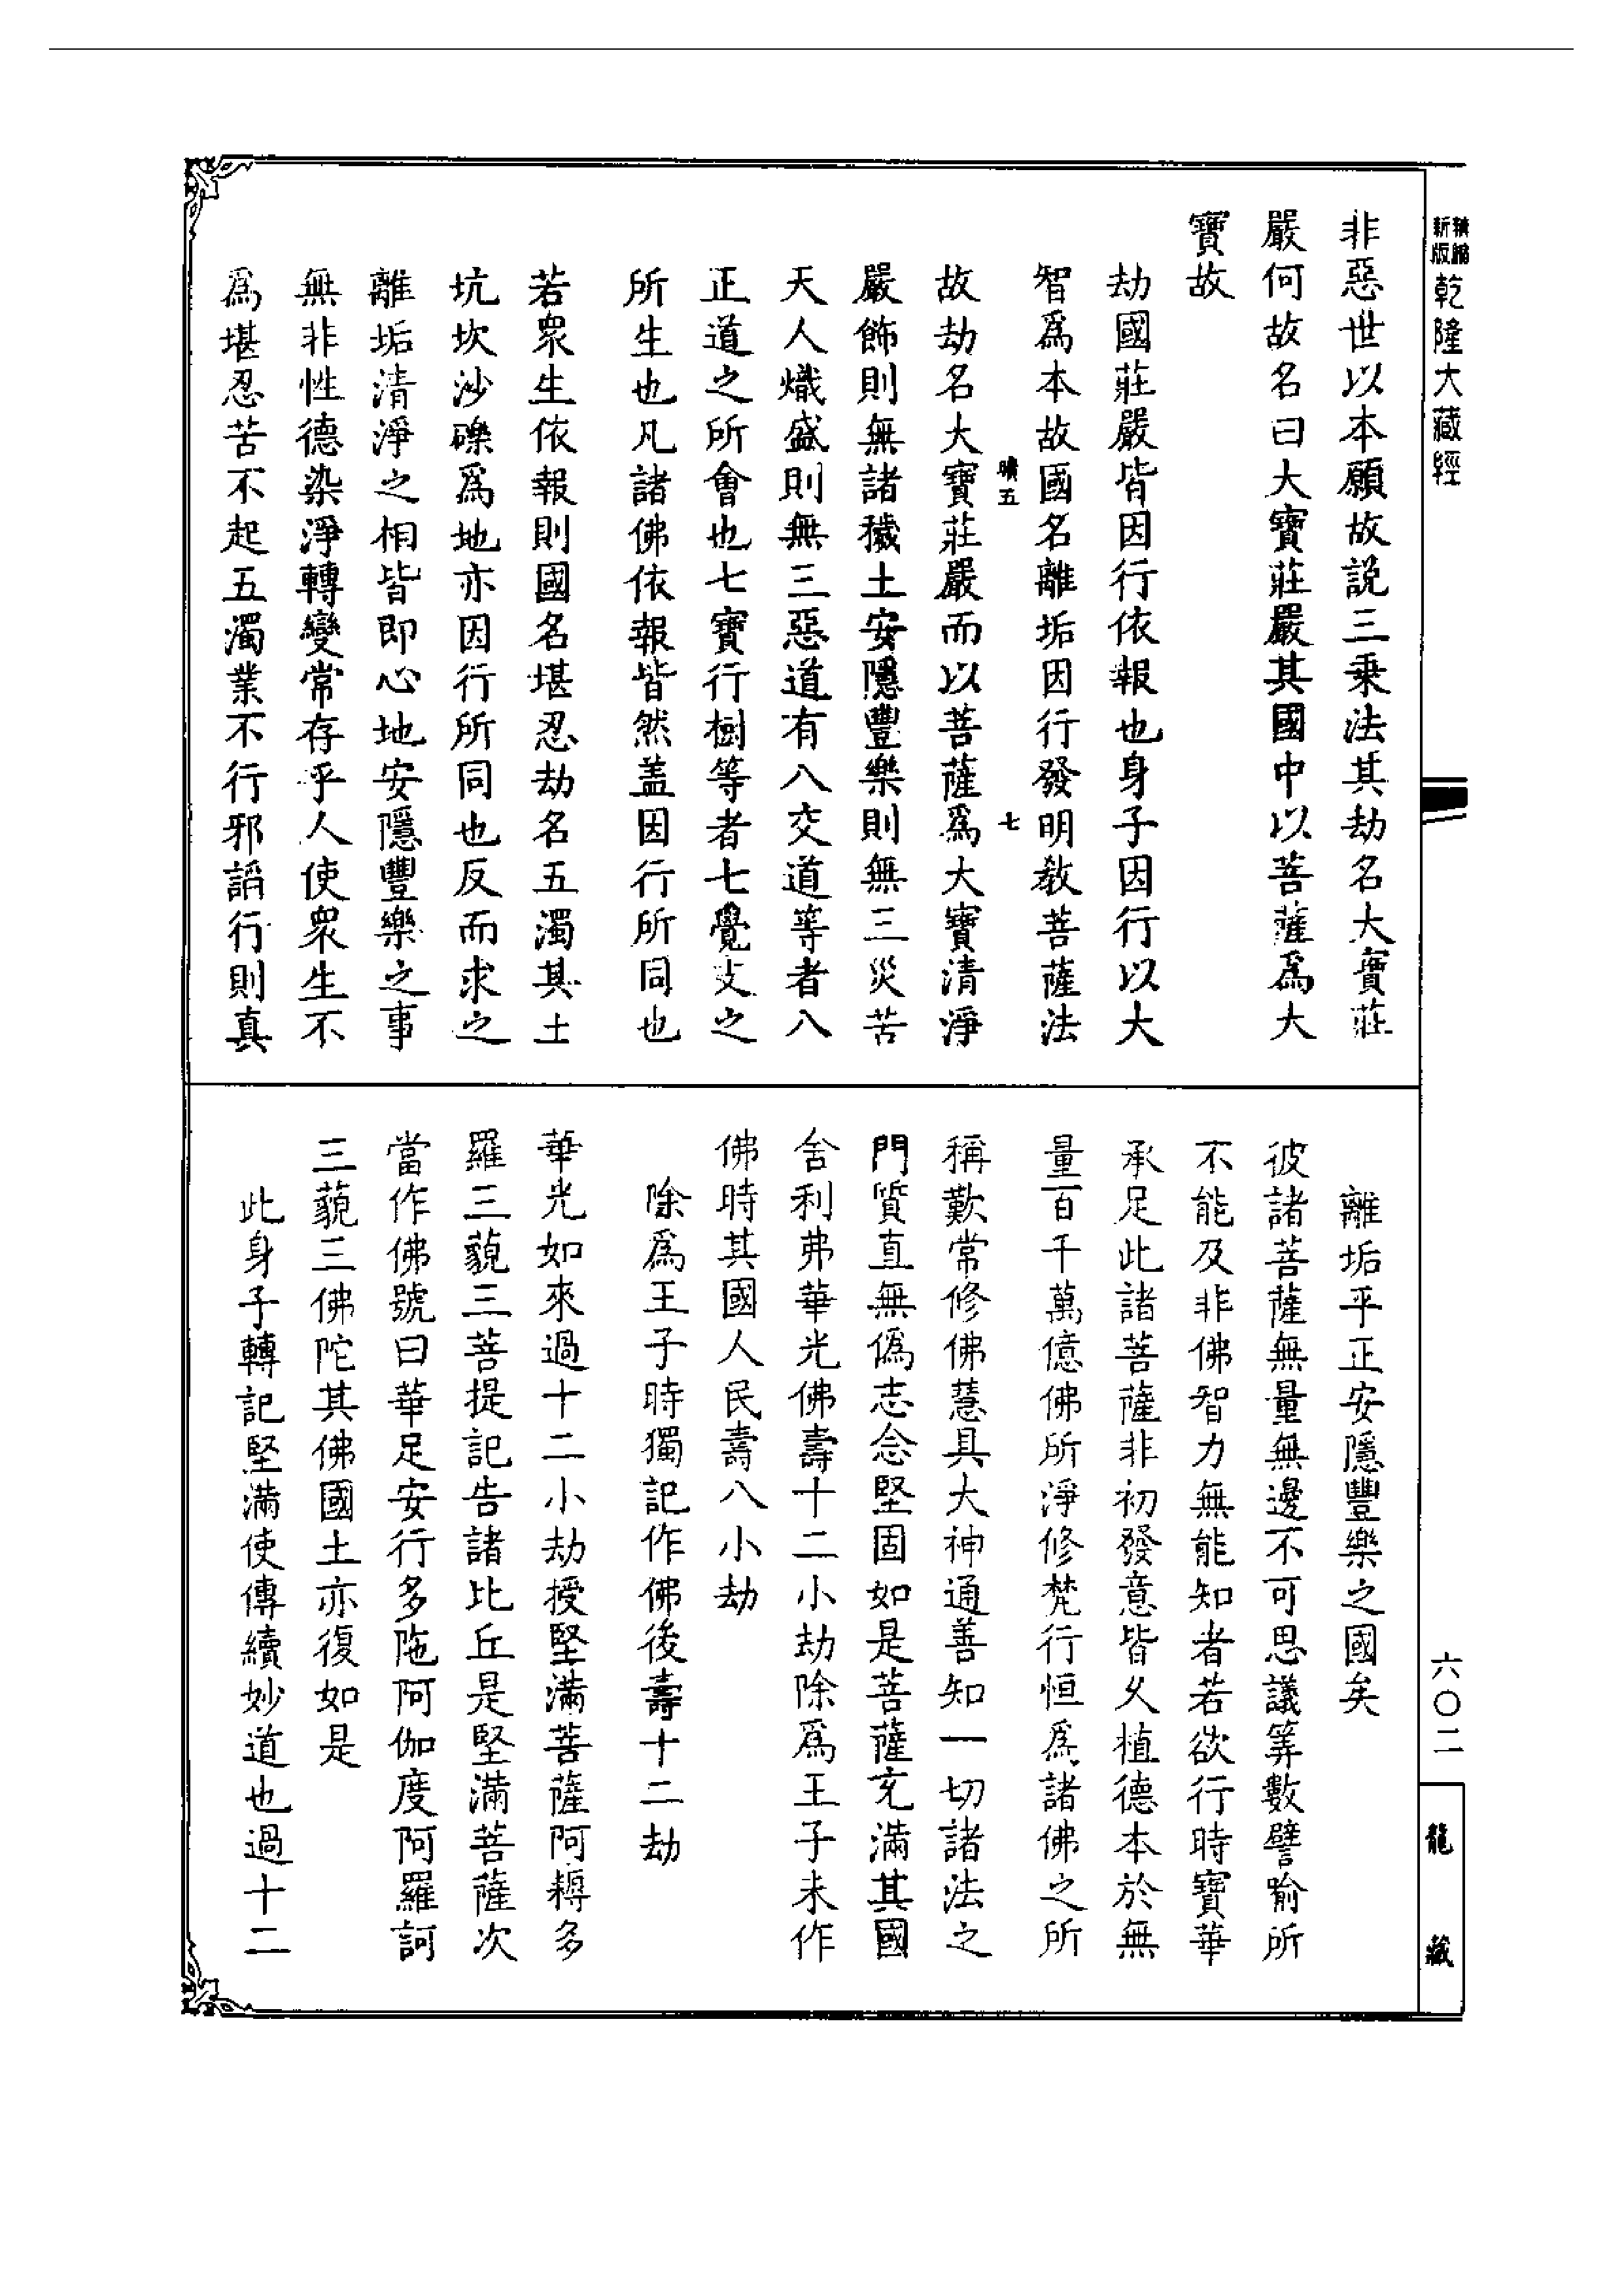 新版
精編
乾隆大藏經
非惡世以本願故説三乗法其劫名大寶莊
嚴何故名曰大寶莊嚴其國中以菩薩爲大
寶故
劫國莊嚴皆因行依報也身子因行以大
智爲本故國名離垢因行發明教菩薩法
曠五
七
故劫名大寶莊嚴而以菩薩爲大寶清淨
嚴飾則無諸穢土安隱豐樂則無三災苦
天人熾盛則無三惡道有八交道等者八
正道之所會也七寶行樹等者七覺支之
所生也凡諸佛依報皆然盖因行所同也
若衆生依報則國名堪忍劫名五濁其土
坑坎沙礫爲地亦因行所同也反而求之
離垢清淨之相皆即心地安隱豐樂之事
無非性德染淨轉變常存乎人使衆生不
爲堪忍苦不起五濁業不行邪謟行則真
離垢平正安隱豐樂之國矣
彼諸菩薩無量無邊不可思議筭數譬喻所
不能及非佛智力無能知者若欲行時寶華
承足此諸菩薩非初發意皆乆植德本於無
量百千萬億佛所淨修梵行恒爲諸佛之所
稱歎常修佛慧具大神通善知一切諸法之
門質直無僞志念堅固如是菩薩充滿其國
舍利弗華光佛壽十二小劫除爲王子未作
佛時其國人民壽八小劫
除爲王子時獨記作佛後壽十二劫
華光如來過十二小劫授堅滿菩薩阿耨多
羅三藐三菩提記告諸比丘是堅滿菩薩次
當作佛號曰華足安行多陁阿伽度阿羅訶
三藐三佛陀其佛國土亦復如是
此身子轉記堅滿使傳續妙道也過十二
六〇二
龍藏